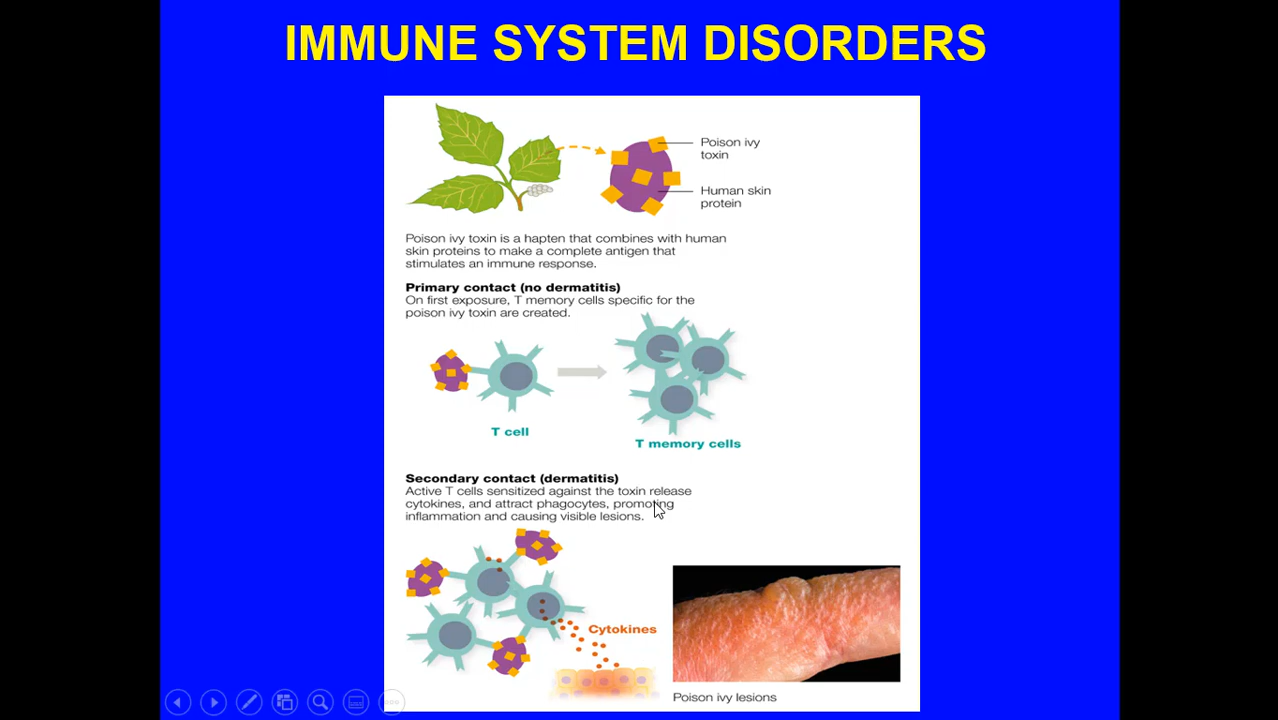 IMMUNE SYSTEM DISORDERS
Poison ivy
toxin
Human skin
protein
Poison ivy toxin is a hapten that combines with human
skin proteins to make a complete antigen that
stimulates an immune response.
Primary contact (no dermatitis)
On first exposure, T memory cells specific for the
poison ivy toxin are created.
T cell
T memory cells
Secondary contact (dermatitis)
Active T cells sensitized against the toxin release
cytokines, and attract phagocytes, promoting
inflammation and causing visible lesions.
Cytokines
Poison ivy lesions